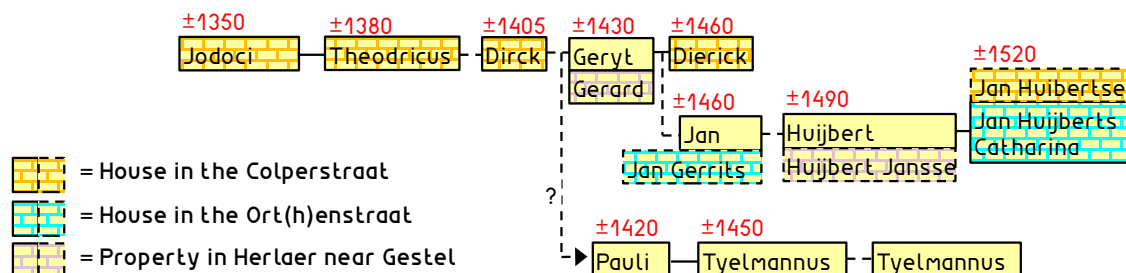 ±1350
±1380
±1405
±1430
±1460
Jodoci
Theodricus
Dirck
Geryt
Dierick
Gerard
±1460
±1490
±1520
Jan Huibertse
Jan
Huijbert
Jan Huijberts
Catharina
Jan Gerrits
Huijbert Jansse
= House in the Colperstraat
?
= House in the Ort(h)enstraat
±1420
±1450
= Property in Herlaer near Gestel
Pauli
Tyelmannus
Tyelmannus